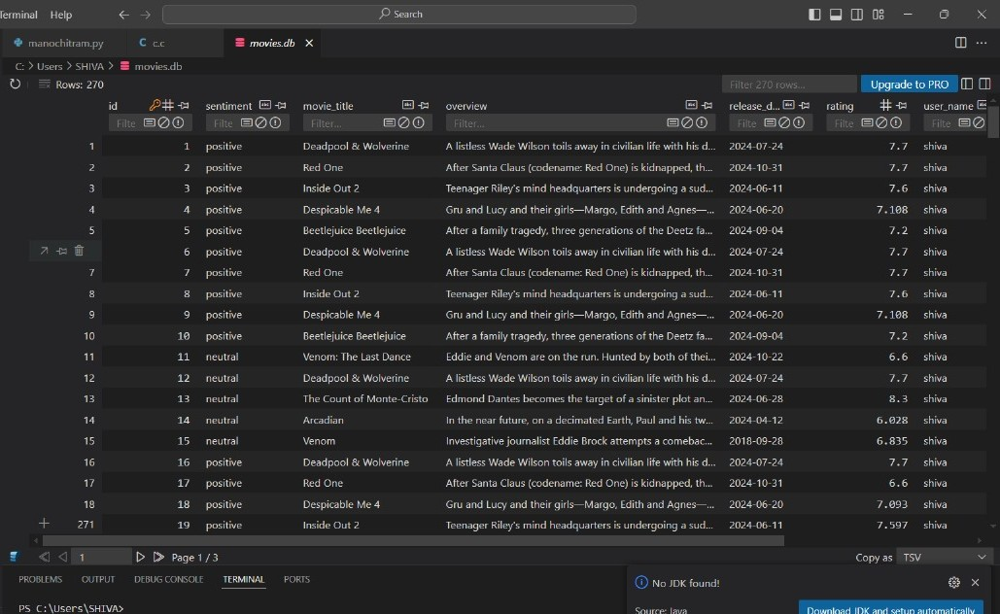 Terminal Help Search
manochitram.py C c.c movies.db
C: > Users > SHIVA > movies.db
Rows: 270 Filter 270 rows... Upgrade to PRO
id sentiment movie_title overview release_d... rating user_name
Filte Filte Filter... Filter... Filte Filte Filte
1 1 positive Deadpool & Wolverine A listless Wade Wilson toils away in civilian life with his d... 2024-07-24 7.7 shiva
2 2 positive Red One After Santa Claus (codename: Red One) is kidnapped, th... 2024-10-31 7.7 shiva
3 3 positive Inside Out 2 Teenager Riley's mind headquarters is undergoing a sud... 2024-06-11 7.6 shiva
4 4 positive Despicable Me 4 Gru and Lucy and their girls—Margo, Edith and Agnes—... 2024-06-20 7.108 shiva
5 5 positive Beetlejuice Beetlejuice After a family tragedy, three generations of the Deetz fa... 2024-09-04 7.2 shiva
6 positive Deadpool & Wolverine A listless Wade Wilson toils away in civilian life with his d... 2024-07-24 7.7 shiva
7 7 positive Red One After Santa Claus (codename: Red One) is kidnapped, th... 2024-10-31 7.7 shiva
8 8 positive Inside Out 2 Teenager Riley's mind headquarters is undergoing a sud... 2024-06-11 7.6 shiva
9 9 positive Despicable Me 4 Gru and Lucy and their girls—Margo, Edith and Agnes—... 2024-06-20 7.108 shiva
10 10 positive Beetlejuice Beetlejuice After a family tragedy, three generations of the Deetz fa... 2024-09-04 7.2 shiva
11 11 neutral Venom: The Last Dance Eddie and Venom are on the run. Hunted by both of thei... 2024-10-22 6.6 shiva
12 12 neutral Deadpool & Wolverine A listless Wade Wilson toils away in civilian life with his d... 2024-07-24 7.7 shiva
13 13 neutral The Count of Monte-Cristo Edmond Dantes becomes the target of a sinister plot an... 2024-06-28 8.3 shiva
14 14 neutral Arcadian In the near future, on a decimated Earth, Paul and his tw... 2024-04-12 6.028 shiva
15 15 neutral Venom Investigative journalist Eddie Brock attempts a comebac... 2018-09-28 6.835 shiva
16 16 positive Deadpool & Wolverine A listless Wade Wilson toils away in civilian life with his d... 2024-07-24 7.7 shiva
17 17 positive Red One After Santa Claus (codename: Red One) is kidnapped, th... 2024-10-31 6.6 shiva
18 18 positive Despicable Me 4 Gru and Lucy and their girls—Margo, Edith and Agnes—... 2024-06-20 7.093 shiva
271 19 positive Inside Out 2 Teenager Riley's mind headquarters is undergoing a sud... 2024-06-11 7.597 shiva
1 Page 1 / 3 Copy as TSV
PROBLEMS OUTPUT DEBUG CONSOLE TERMINAL PORTS
No JDK found!
PS C:\Users\SHIVA>
Source: Java Download JDK and setup automatically